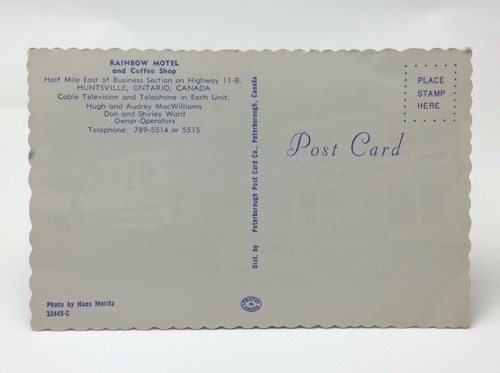 RAINBOW MOTEL
and Coffee Shop
Half Mile East of Business Section on Highway 11-B.
HUNTSVILLE, ONTARIO, CANADA
Cable Television and Telephone in Each Unit.
Hugh and Audrey MacWilliams
Don and Shirley Ward
Owner-Operators
Telephone: 789-5514 or 5515
Photo by Hans Moritz
32445-C
Dist. by Peterborough Post Card Co., Peterborough, Canada
PRINTED IN CANADA
Post Card
PLACE
STAMP
HERE